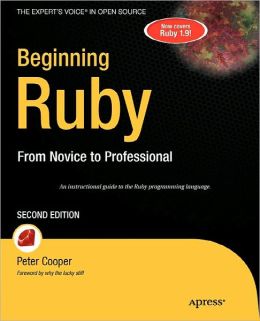 THE EXPERT'S VOICE® IN OPEN SOURCE
Now covers
Ruby 1.9!
Beginning
Ruby
From Novice to Professional
An instructional guide to the Ruby programming language.
SECOND EDITION
Peter Cooper
Foreword by why the lucky stiff
Apress®